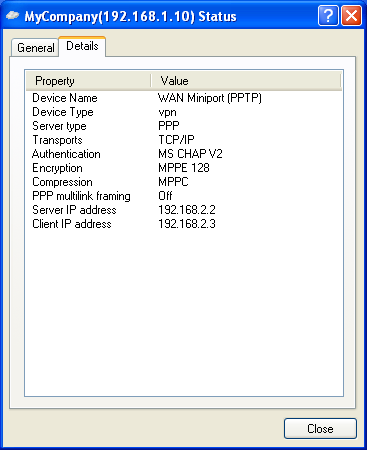 MyCompany(192.168.1.10) Status
General Details
Property Value
Device Name WAN Miniport (PPTP)
Device Type vpn
Server type PPP
Transports TCP/IP
Authentication MS CHAP V2
Encryption MPPE 128
Compression MPPC
PPP multilink framing Off
Server IP address 192.168.2.2
Client IP address 192.168.2.3
Close